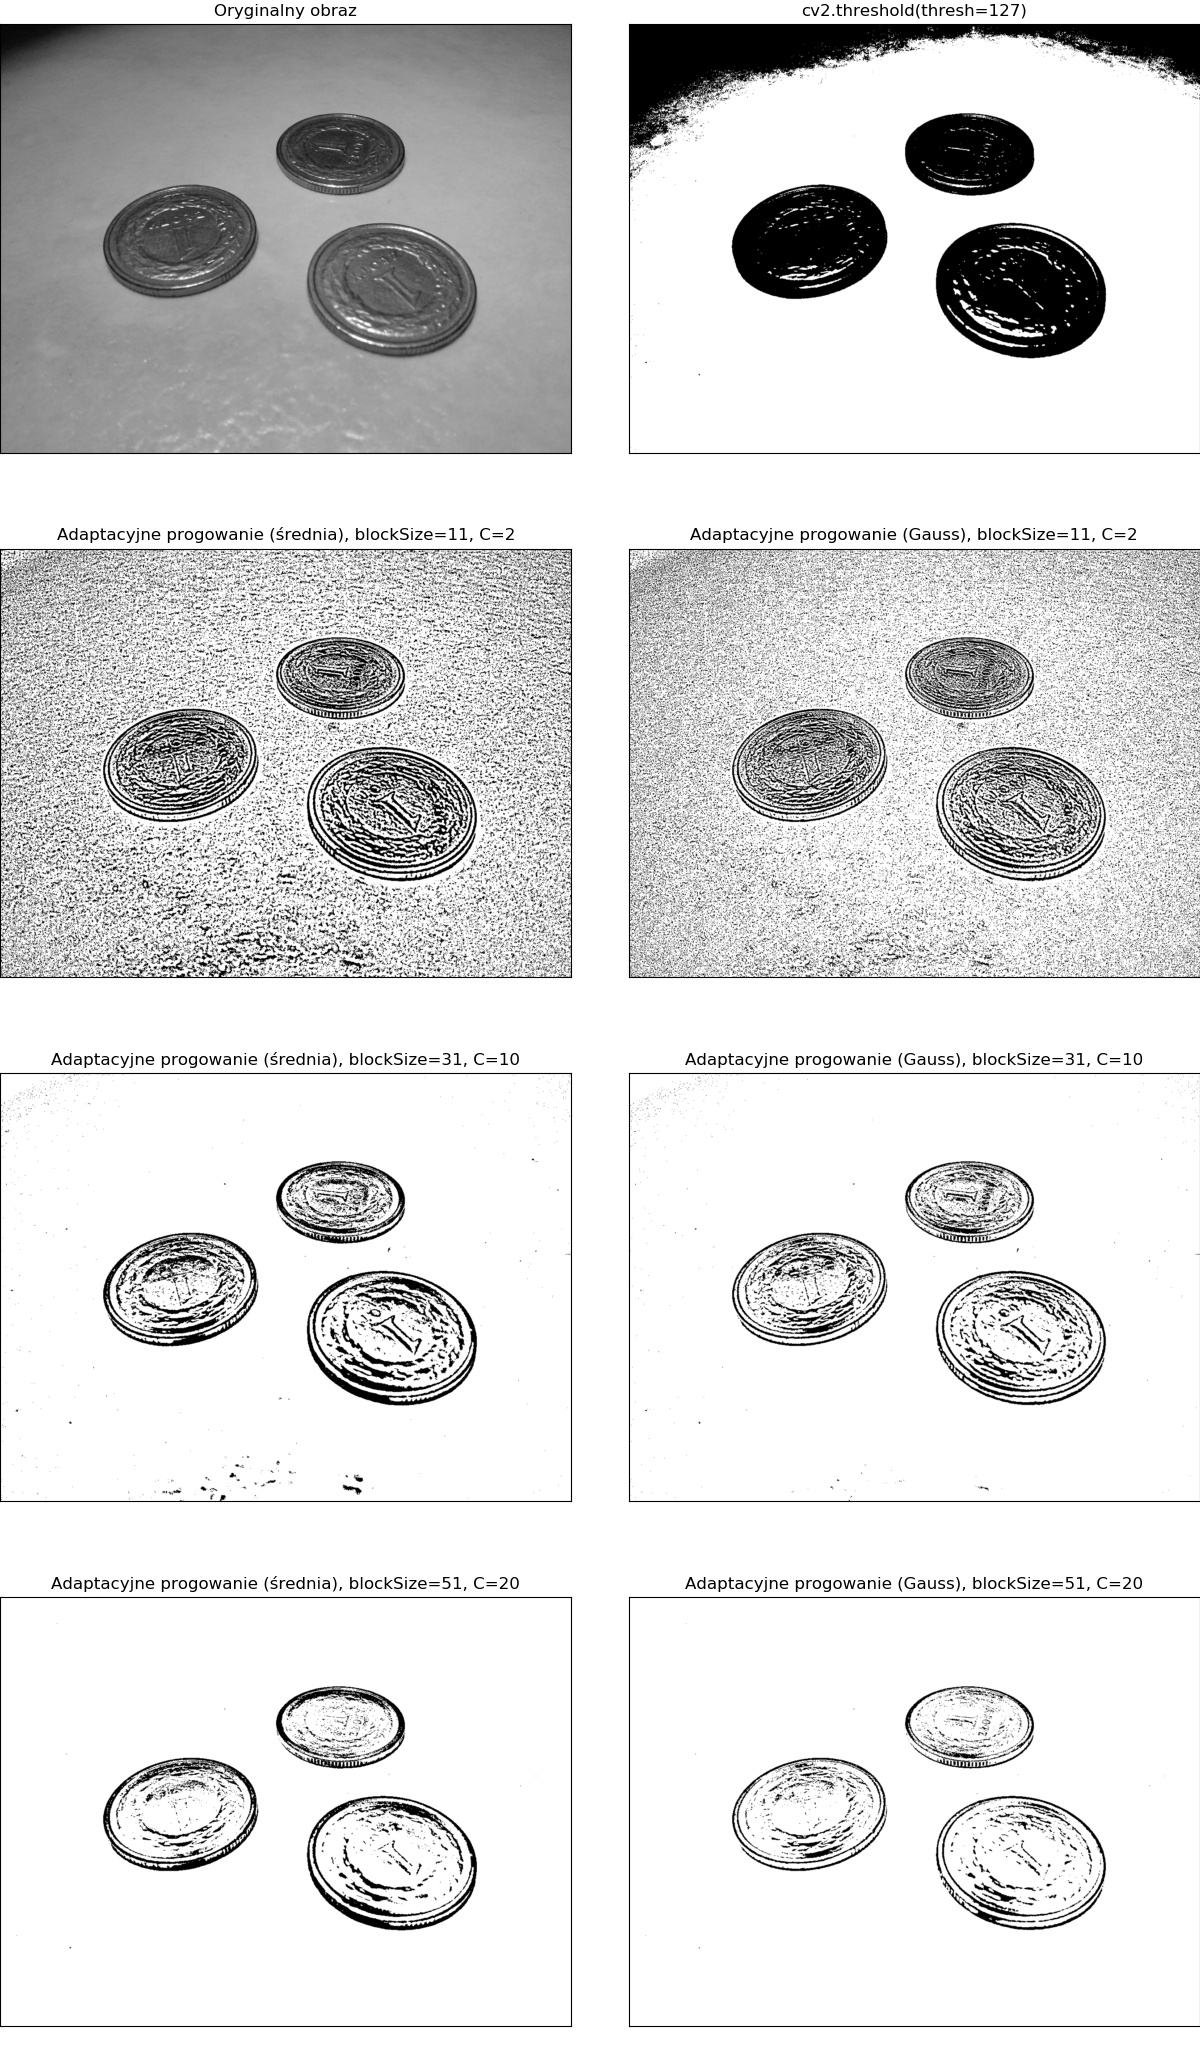 Oryginalny obraz
cv2.threshold(thresh=127)
Adaptacyjne progowanie (średnia), blockSize=11, C=2
Adaptacyjne progowanie (Gauss), blockSize=11, C=2
Adaptacyjne progowanie (średnia), blockSize=31, C=10
Adaptacyjne progowanie (Gauss), blockSize=31, C=10
Adaptacyjne progowanie (średnia), blockSize=51, C=20
Adaptacyjne progowanie (Gauss), blockSize=51, C=20